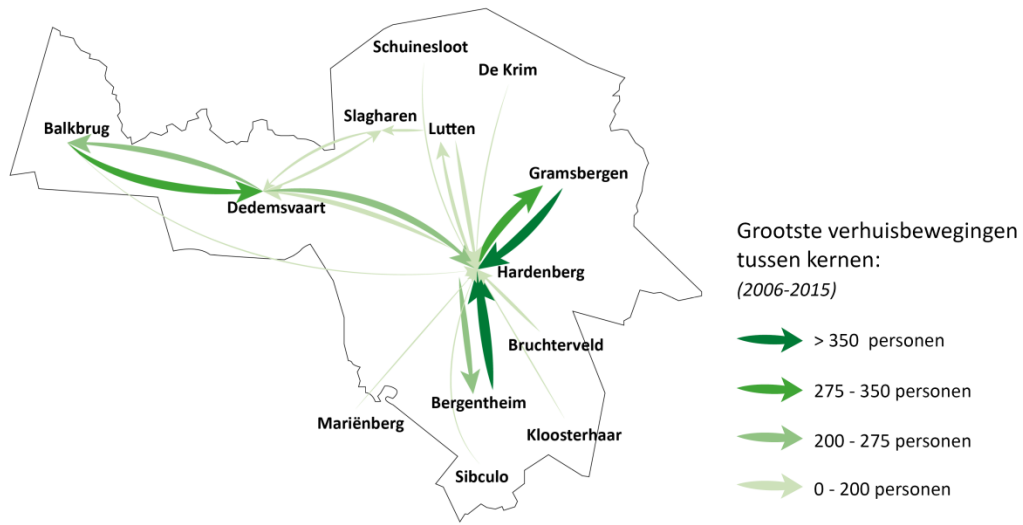 Schuinesloot
De Krim
Slagharen
Lutten
Balkbrug
Gramsbergen
Dedemsvaart
Hardenberg
Bruchterveld
Bergentheim
Mariënberg
Kloosterhaar
Sibculo
Grootste verhuisbewegingen
tussen kernen:
(2006-2015)
> 350 personen
275 - 350 personen
200 - 275 personen
0 - 200 personen